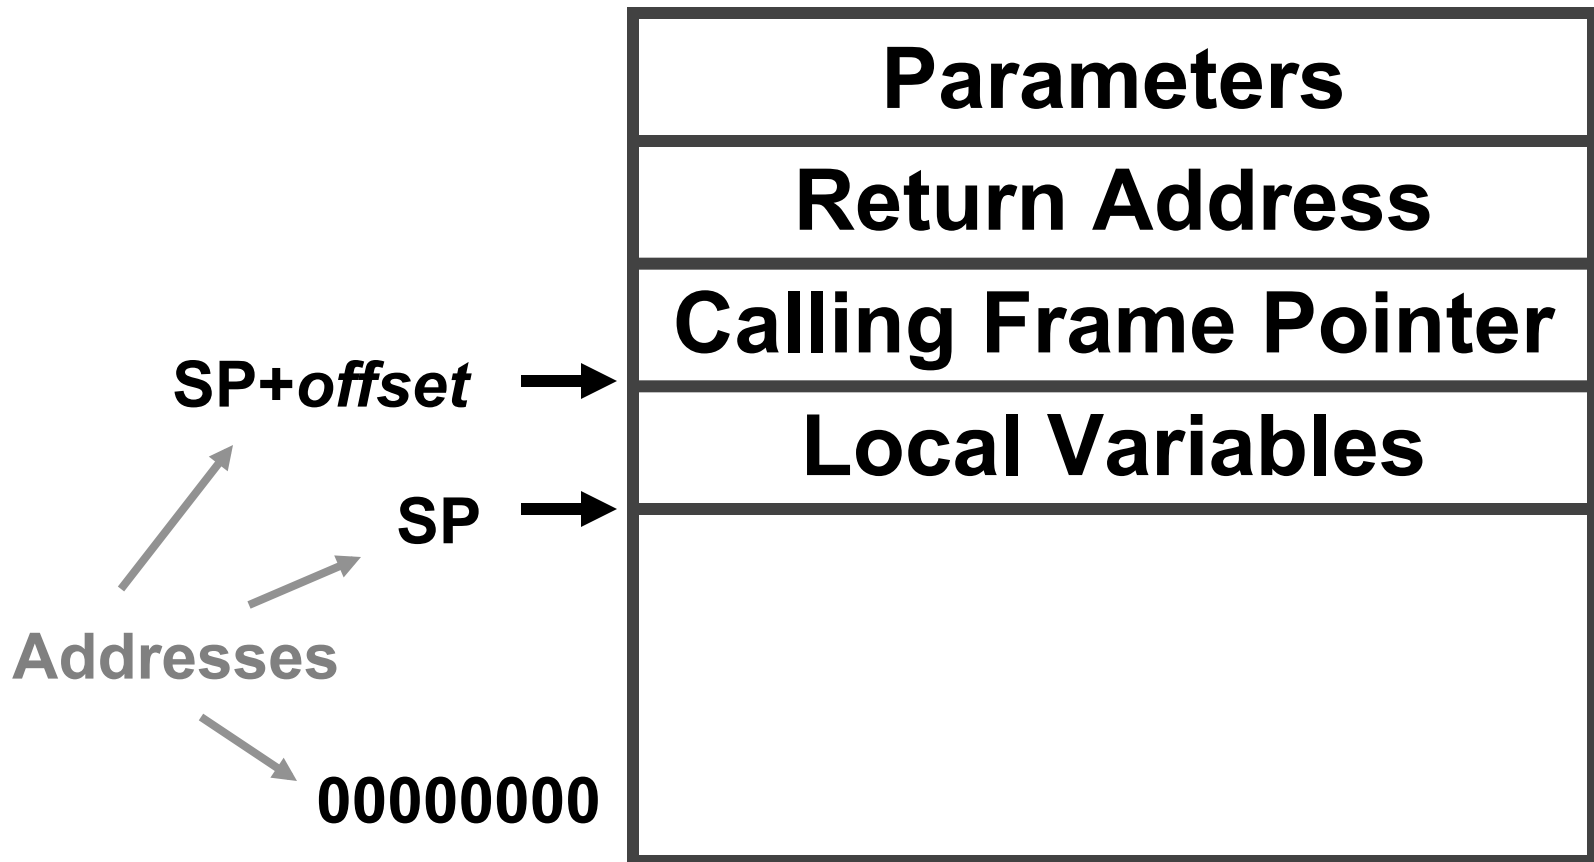 Parameters
Return Address
Calling Frame Pointer
SP+offset
Local Variables
SP
Addresses
00000000